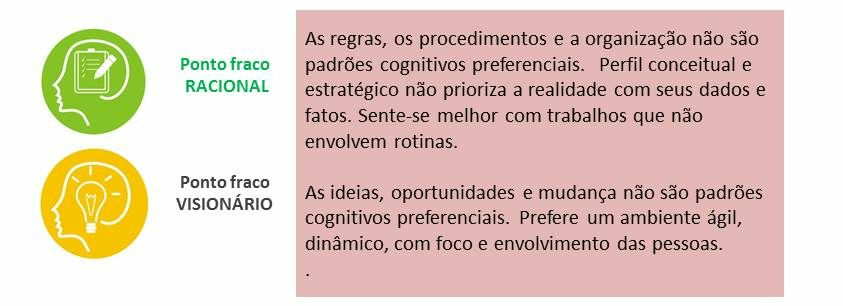 Ponto fraco
RACIONAL
As regras, os procedimentos e a organização não são
padrões cognitivos preferenciais. Perfil conceitual e
estratégico não prioriza a realidade com seus dados e
fatos. Sente-se melhor com trabalhos que não
envolvem rotinas.
Ponto fraco
VISIONÁRIO
As ideias, oportunidades e mudança não são padrões
cognitivos preferenciais. Prefere um ambiente ágil,
dinâmico, com foco e envolvimento das pessoas.
.